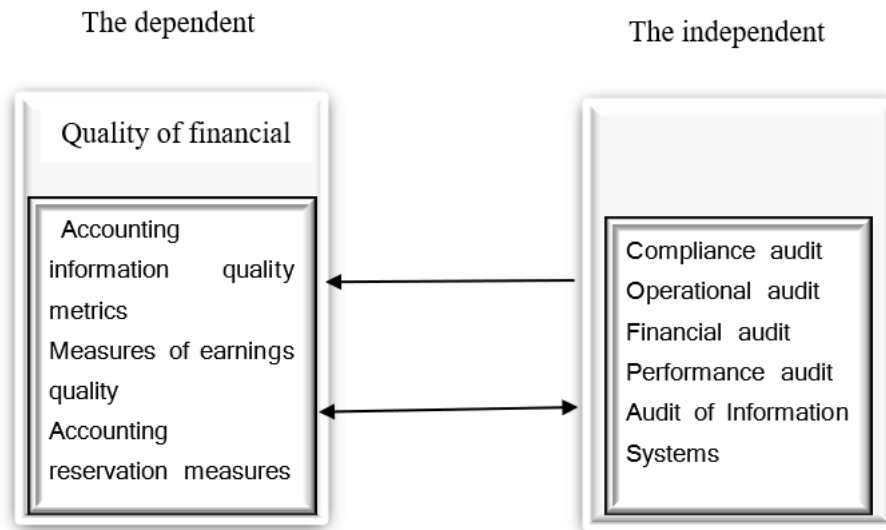 The dependent
The independent
Quality of financial
Accounting
information quality
metrics
Measures of earnings
quality
Accounting
reservation measures
Compliance audit
Operational audit
Financial audit
Performance audit
Audit of Information
Systems